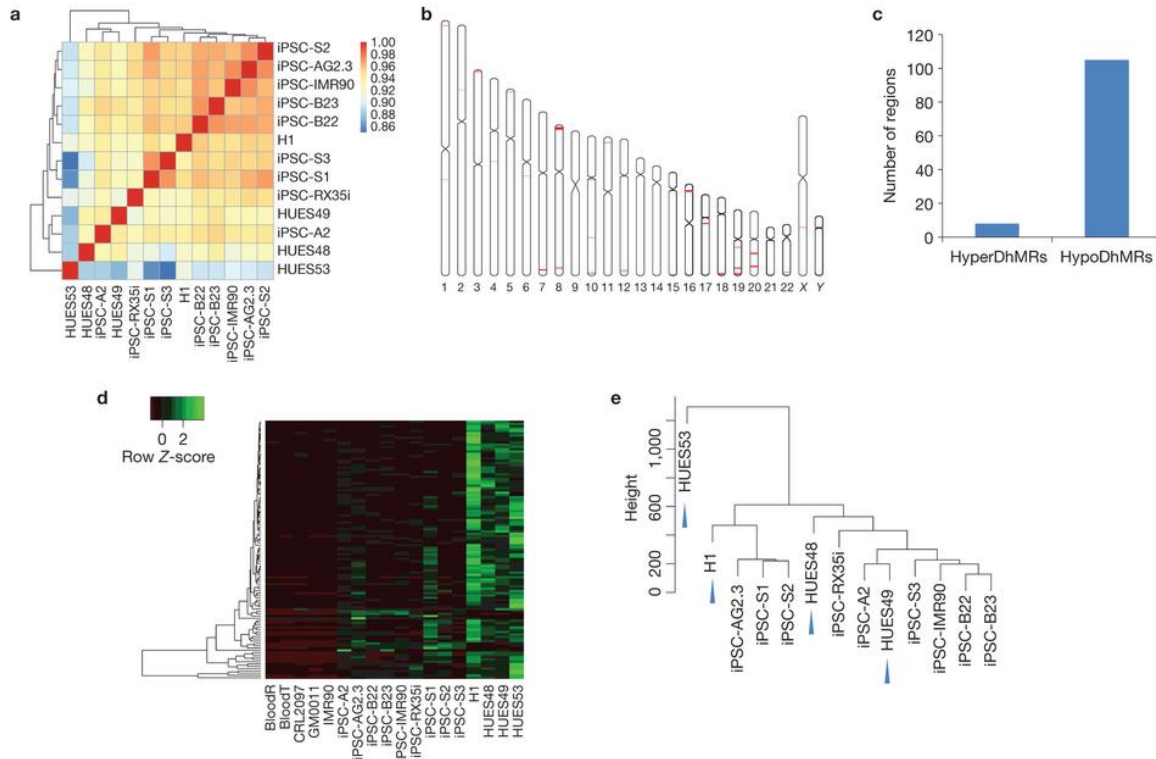 a
iPSC-S2
iPSC-AG2.3
iPSC-IMR90
iPSC-B23
iPSC-B22
H1
iPSC-S3
iPSC-S1
iPSC-RX35i
HUES49
iPSC-A2
HUES48
HUES53
1.00
0.98
0.96
0.94
0.92
0.90
0.88
0.86
HUES53
HUES48
iPSC-A2
HUES49
iPSC-RX35i
iPSC-S1
iPSC-S3
H1
iPSC-B22
iPSC-B23
iPSC-IMR90
iPSC-AG2.3
iPSC-S2
b
1 2 3 4 5 6 7 8 9 10 11 12 13 14 15 16 17 18 19 20 21 22 X Y
c
Number of regions
120
100
80
60
40
20
0
HyperDhMRs HypoDhMRs
d
0 2
Row Z-score
BloodR
BloodT
CRL2097
GM0011
IMR90
iPSC-A2
iPSC-AG2.3
iPSC-B22
iPSC-B23
PSC-IMR90
iPSC-RX35i
iPSC-S1
iPSC-S2
iPSC-S3
H1
HUES48
HUES49
HUES53
e
Height
1,000
600
200
0
HUES53
H1
iPSC-AG2.3
iPSC-S1
iPSC-S2
HUES48
iPSC-RX35i
iPSC-A2
HUES49
iPSC-S3
iPSC-IMR90
iPSC-B22
iPSC-B23